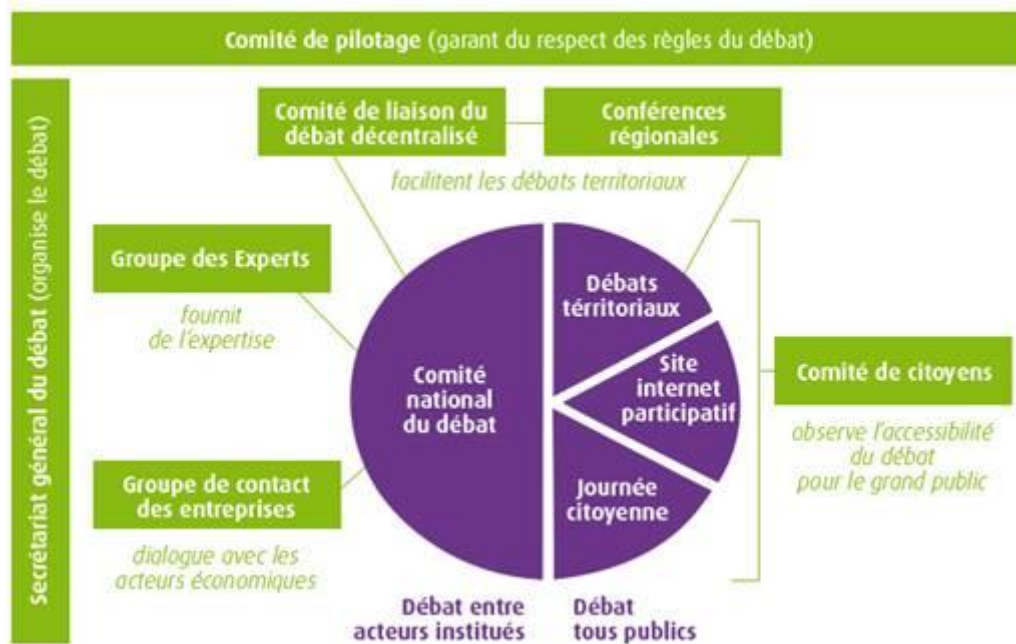 Comité de pilotage (garant du respect des règles du débat)
Secrétariat général du débat (organise le débat)
Comité de liaison du
débat décentralisé
Conférences
régionales
facilitent les débats territoriaux
Groupe des Experts
fournit
de l'expertise
Débats
térritoriaux
Comité
national
du débat
Site
internet
participatif
Comité de citoyens
observe l'accessibilité
du débat
pour le grand public
Groupe de contact
des entreprises
dialogue avec les
acteurs économiques
Journée
citoyenne
Débat entre
acteurs institués
Débat
tous publics